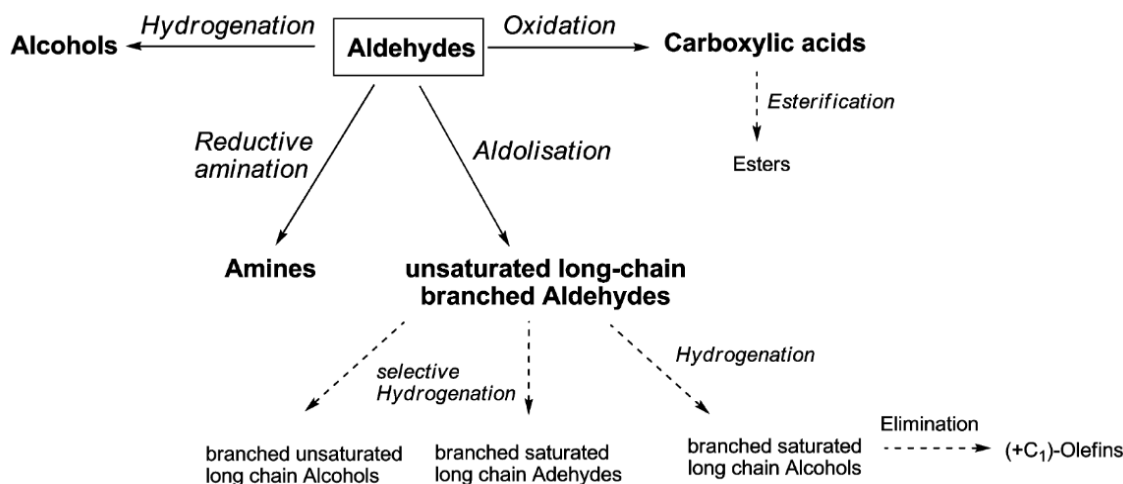 Hydrogenation
Oxidation
Alcohols
Aldehydes
Carboxylic acids
Esterification
Reductive
amination
Aldolisation
Esters
Amines
unsaturated long-chain
branched Aldehydes
selective
Hydrogenation
Hydrogenation
Elimination
branched unsaturated
long chain Alcohols
branched saturated
long chain Adehydes
branched saturated
long chain Alcohols
(+C₁)-Olefins